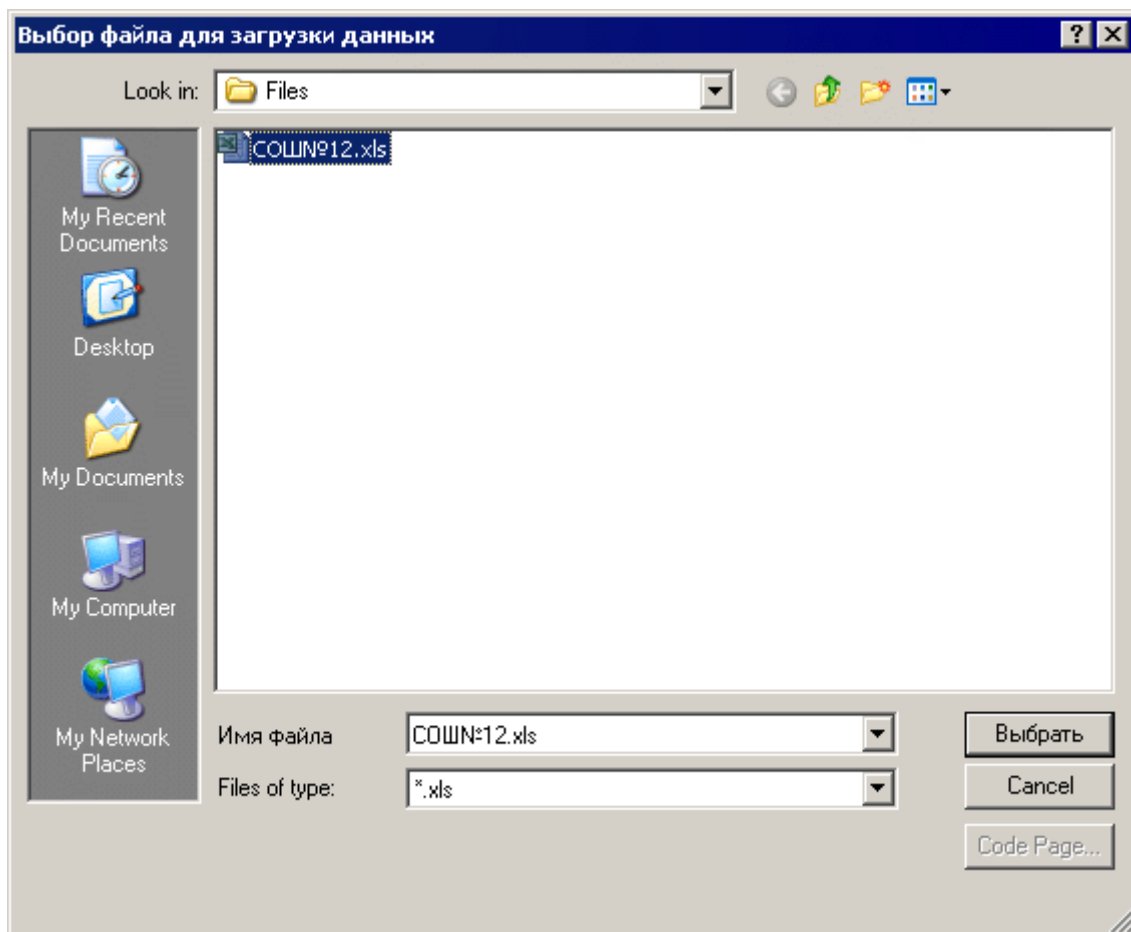 Выбор файла для загрузки данных
Look in: Files
СОШ№12.xls
My Recent
Documents
Desktop
My Documents
My Computer
My Network
Places
Имя файла СОШ№12.xls Выбрать
Files of type: *.xls Cancel
Code Page...